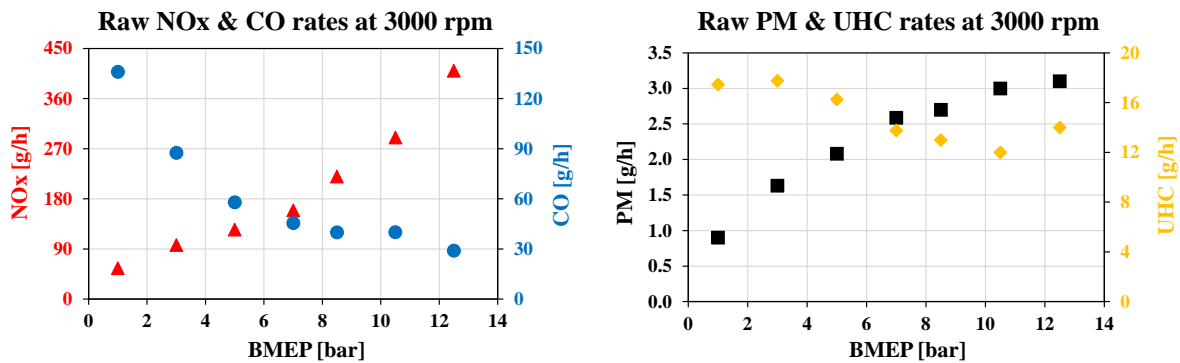 Raw NOx & CO rates at 3000 rpm
450
360
270
180
90
0
NOx [g/h]
150
120
90
60
30
0
CO [g/h]
0 2 4 6 8 10 12 14
BMEP [bar]
Raw PM & UHC rates at 3000 rpm
3.5
3.0
2.5
2.0
1.5
1.0
0.5
0.0
PM [g/h]
20
16
12
8
4
0
UHC [g/h]
0 2 4 6 8 10 12 14
BMEP [bar]